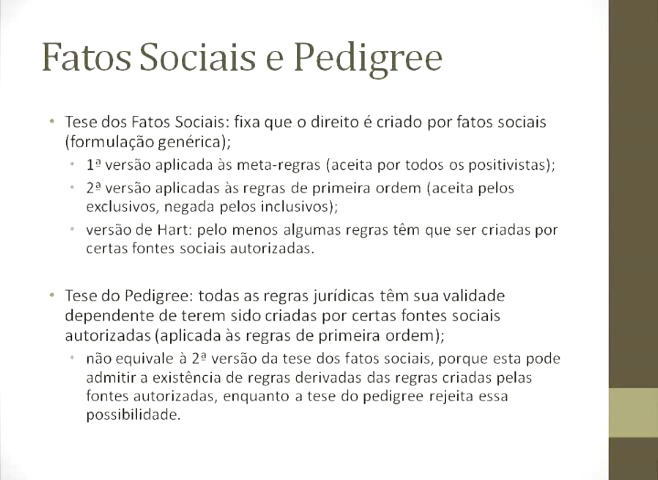 Fatos Sociais e Pedigree
• Tese dos Fatos Sociais: fixa que o direito é criado por fatos sociais
(formulação genérica);
• 1ª versão aplicada às meta-regras (aceita por todos os positivistas);
• 2ª versão aplicadas às regras de primeira ordem (aceita pelos
exclusivos, negada pelos inclusivos);
• versão de Hart: pelo menos algumas regras têm que ser criadas por
certas fontes sociais autorizadas.
• Tese do Pedigree: todas as regras jurídicas têm sua validade
dependente de terem sido criadas por certas fontes sociais
autorizadas (aplicada às regras de primeira ordem);
• não equivale à 2ª versão da tese dos fatos sociais, porque esta pode
admitir a existência de regras derivadas das regras criadas pelas
fontes autorizadas, enquanto a tese do pedigree rejeita essa
possibilidade.